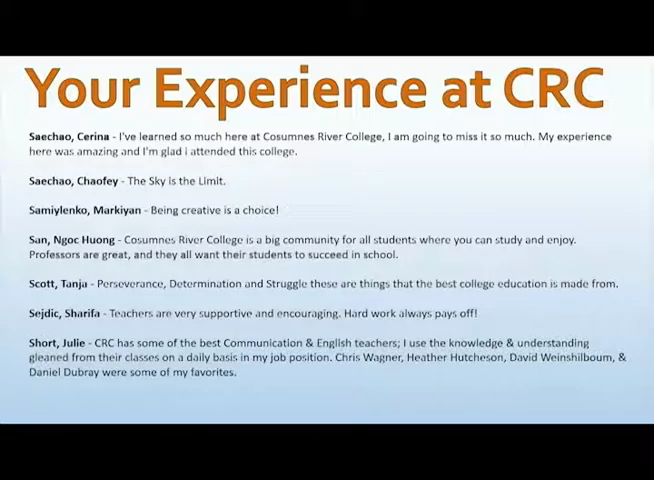 Your Experience at CRC
Saechao, Cerina - I've learned so much here at Cosumnes River College, I am going to miss it so much. My experience
here was amazing and I'm glad i attended this college.
Saechao, Chaofey - The Sky is the Limit.
Samiylenko, Markiyan - Being creative is a choice!
San, Ngoc Huong - Cosumnes River College is a big community for all students where you can study and enjoy.
Professors are great, and they all want their students to succeed in school.
Scott, Tanja - Perseverance, Determination and Struggle these are things that the best college education is made from.
Sejdic, Sharifa - Teachers are very supportive and encouraging. Hard work always pays off!
Short, Julie - CRC has some of the best Communication & English teachers; I use the knowledge & understanding
gleaned from their classes on a daily basis in my job position. Chris Wagner, Heather Hutcheson, David Weinshilboum, &
Daniel Dubray were some of my favorites.